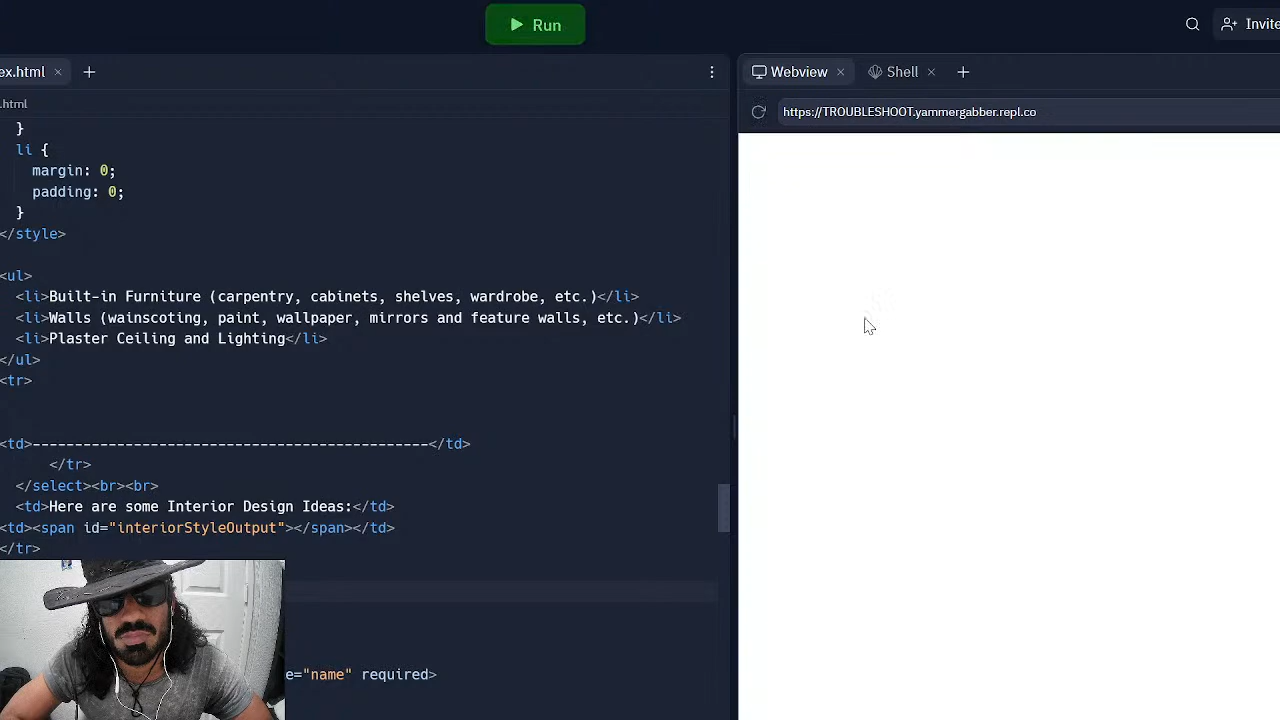 Run
Invite
ex.html
Webview
Shell
.html
https://TROUBLESHOOT.yammergabber.repl.co
}
li {
margin: 0;
padding: 0;
}
</style>
<ul>
<li>Built-in Furniture (carpentry, cabinets, shelves, wardrobe, etc.)</li>
<li>Walls (wainscoting, paint, wallpaper, mirrors and feature walls, etc.)</li>
<li>Plaster Ceiling and Lighting</li>
</ul>
<tr>
<td>-----------------------------------------------</td>
</tr>
</select><br><br>
<td>Here are some Interior Design Ideas:</td>
<td><span id="interiorStyleOutput"></span></td>
</tr>
e="name" required>